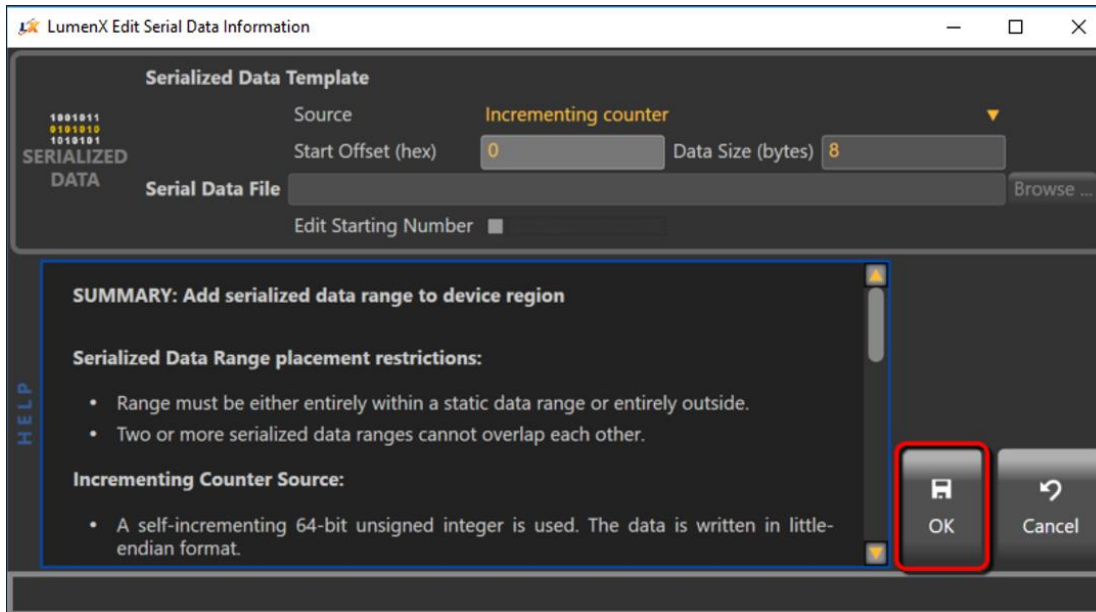 LumenX Edit Serial Data Information
Serialized Data Template
1001011
0101010
1010101
SERIALIZED
DATA
Source Incrementing counter
Start Offset (hex) 0 Data Size (bytes) 8
Serial Data File Browse ...
Edit Starting Number
HELP
SUMMARY: Add serialized data range to device region
Serialized Data Range placement restrictions:
• Range must be either entirely within a static data range or entirely outside.
• Two or more serialized data ranges cannot overlap each other.
Incrementing Counter Source:
• A self-incrementing 64-bit unsigned integer is used. The data is written in little-
endian format.
OK Cancel